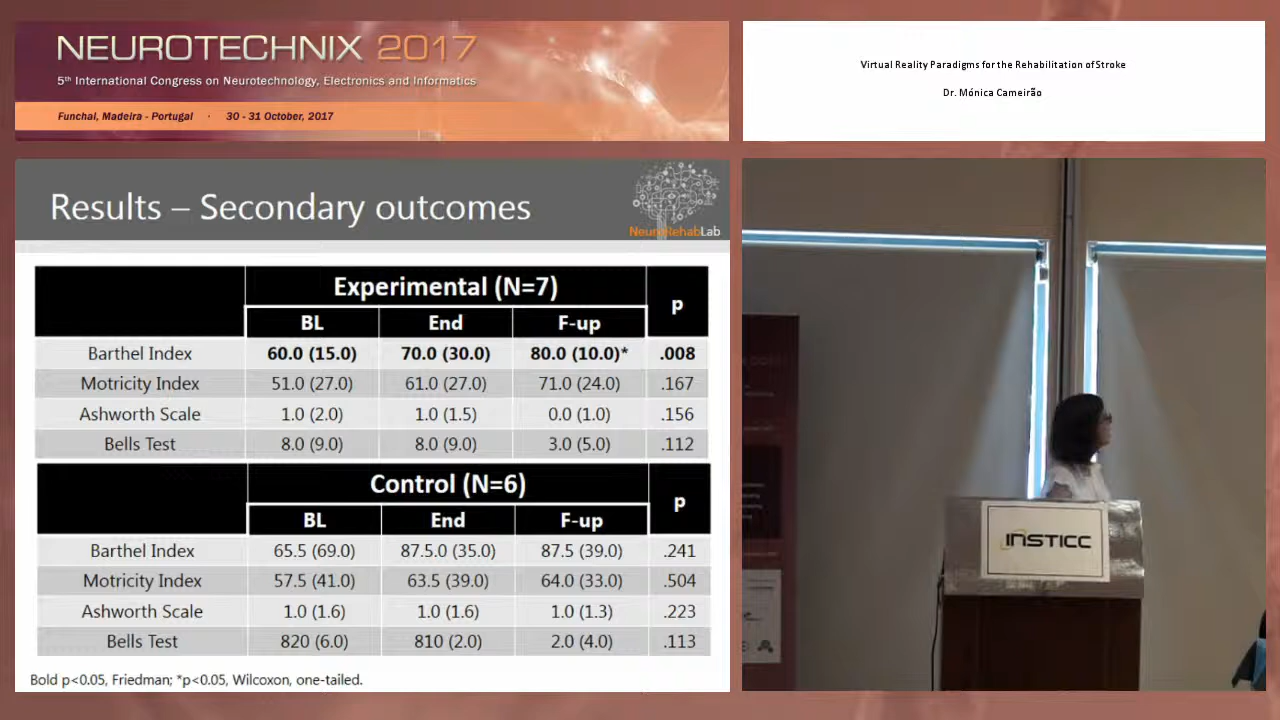 NEUROTECHNIX 2017
5th International Congress on Neurotechnology, Electronics and Informatics
Funchal, Madeira - Portugal · 30 - 31 October, 2017
Virtual Reality Paradigms for the Rehabilitation of Stroke
Dr. Mónica Cameirão
Results – Secondary outcomes
NeuroRehabLab
Experimental (N=7) p
BL End F-up
Barthel Index 60.0 (15.0) 70.0 (30.0) 80.0 (10.0)* .008
Motricity Index 51.0 (27.0) 61.0 (27.0) 71.0 (24.0) .167
Ashworth Scale 1.0 (2.0) 1.0 (1.5) 0.0 (1.0) .156
Bells Test 8.0 (9.0) 8.0 (9.0) 3.0 (5.0) .112
Control (N=6) p
BL End F-up
Barthel Index 65.5 (69.0) 87.5.0 (35.0) 87.5 (39.0) .241
Motricity Index 57.5 (41.0) 63.5 (39.0) 64.0 (33.0) .504
Ashworth Scale 1.0 (1.6) 1.0 (1.6) 1.0 (1.3) .223
Bells Test 820 (6.0) 810 (2.0) 2.0 (4.0) .113
Bold p<0.05, Friedman; *p<0.05, Wilcoxon, one-tailed.
INSTICC